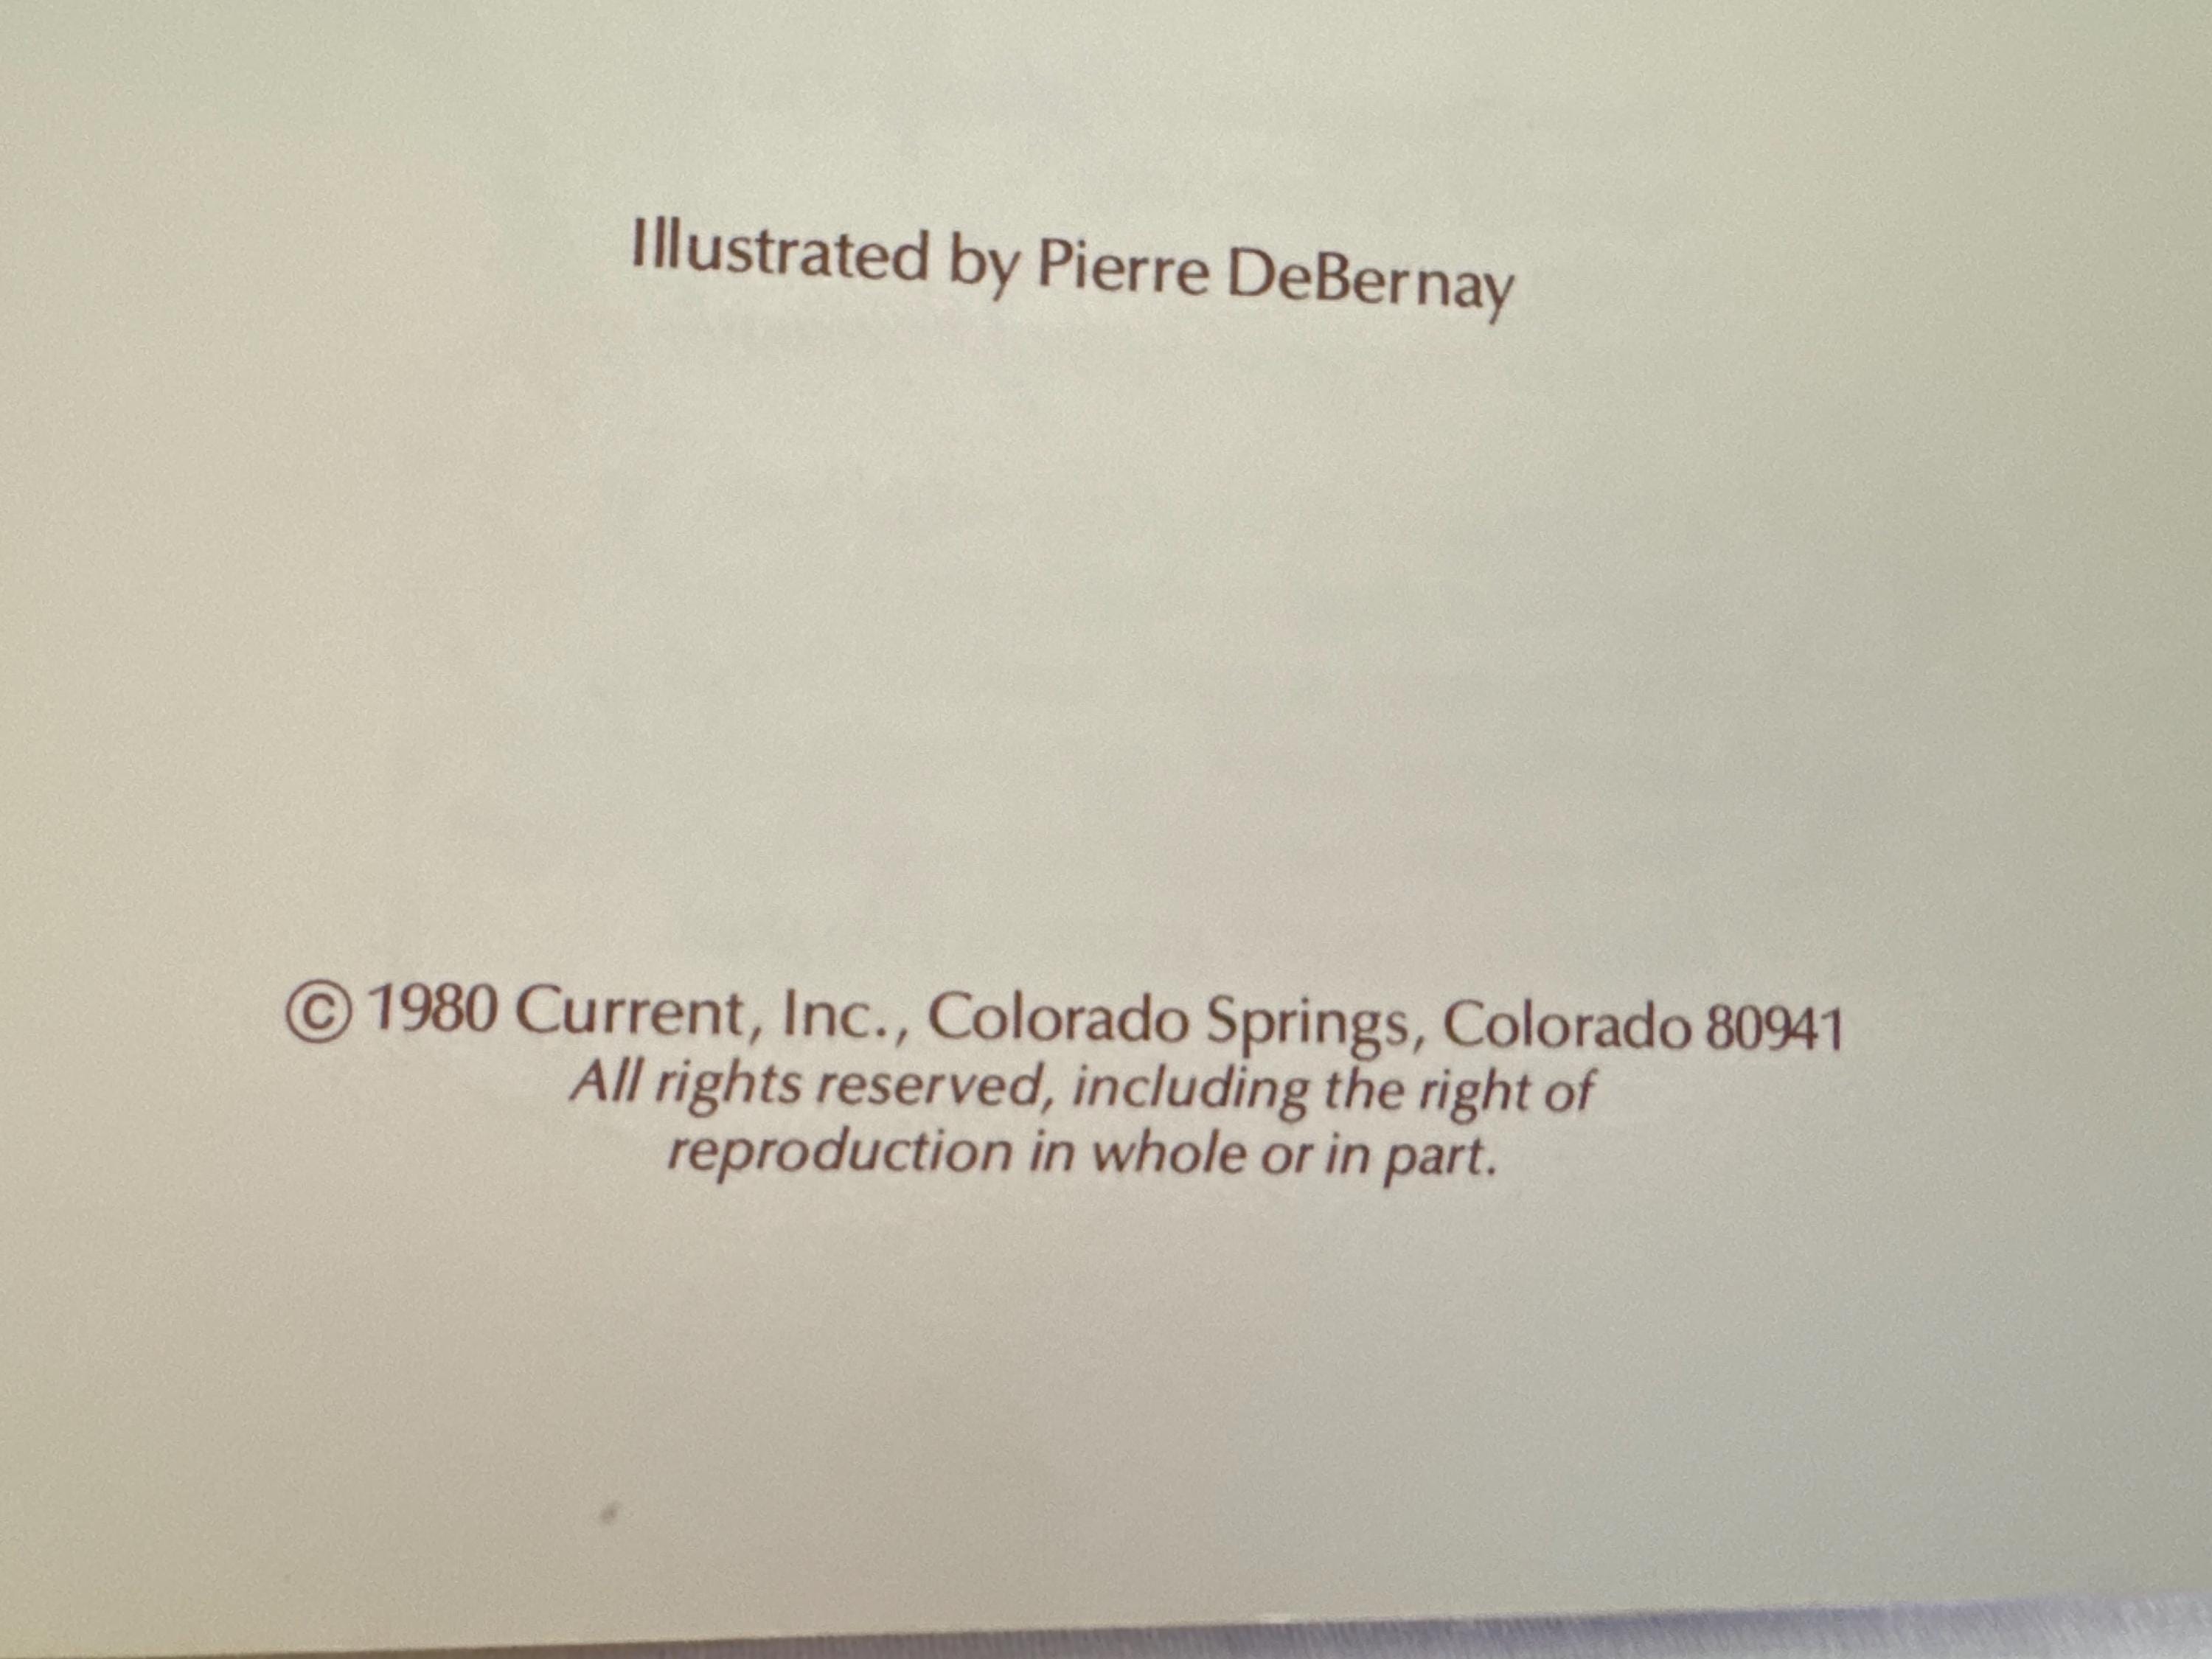 Illustrated by Pierre DeBernay
© 1980 Current, Inc., Colorado Springs, Colorado 80941
All rights reserved, including the right of
reproduction in whole or in part.